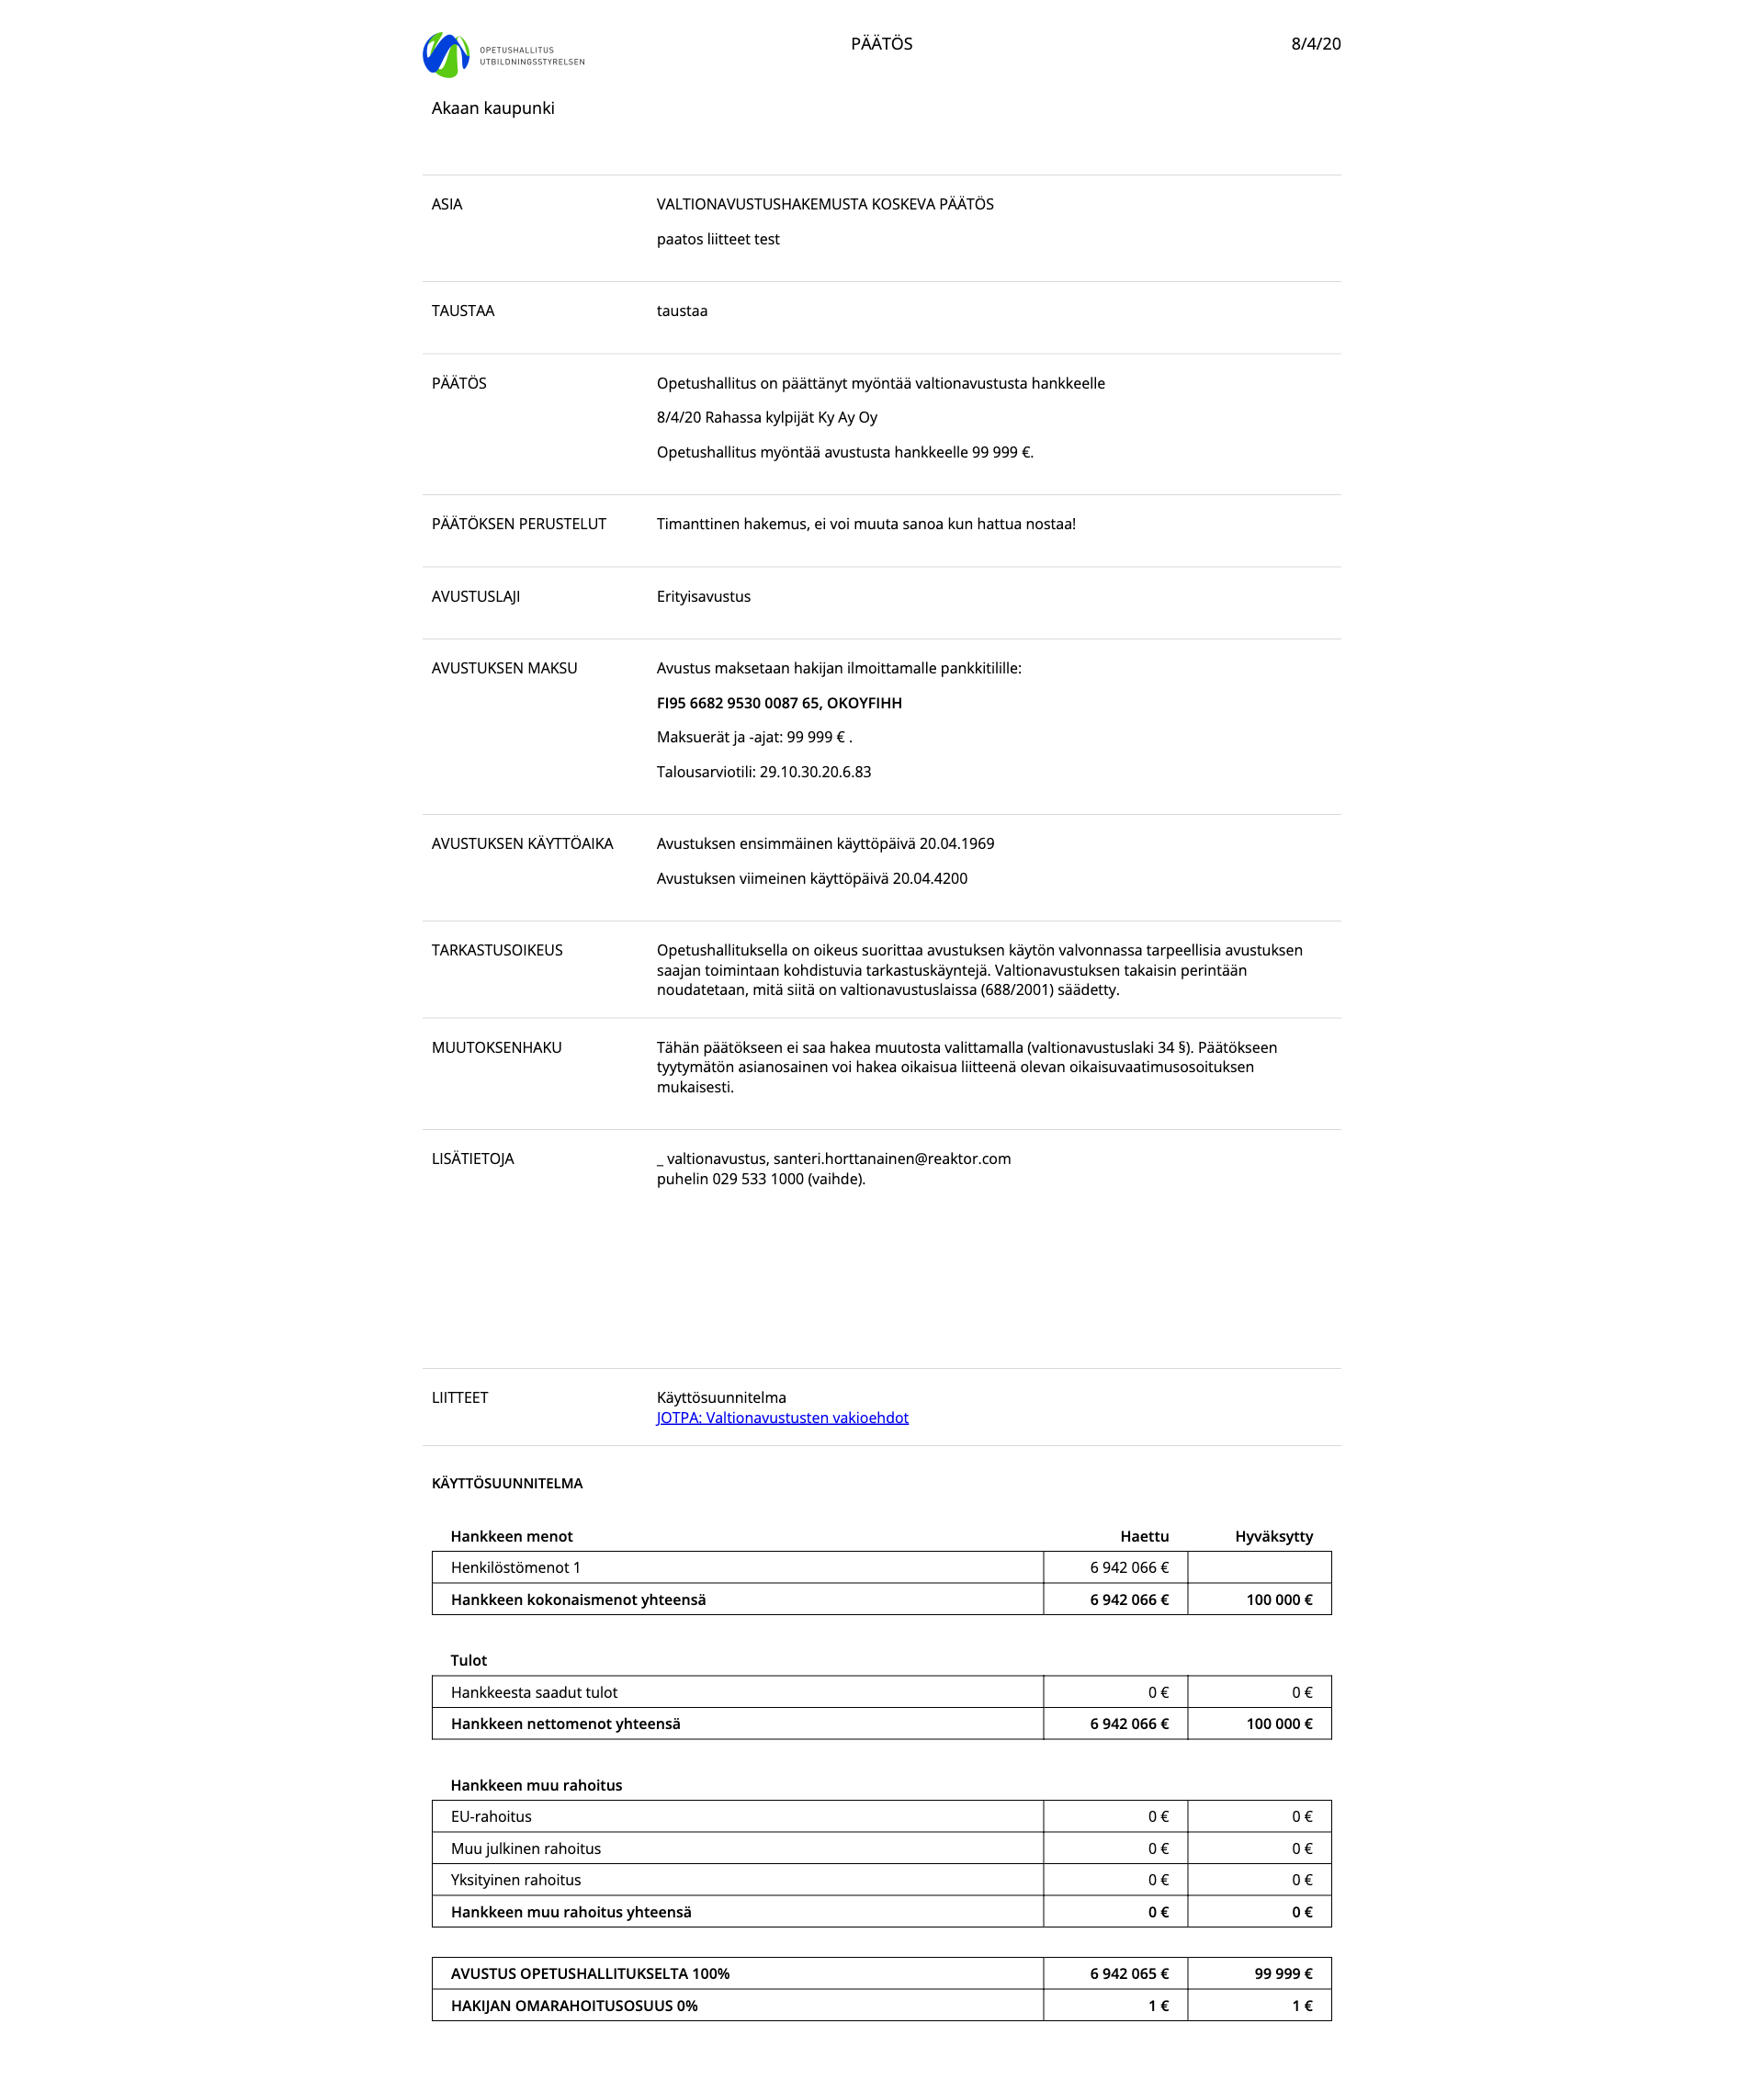 OPETUSHALLITUS
UTBILDNINGSSTYRELSEN
PÄÄTÖS
8/4/20
Akaan kaupunki
ASIA
VALTIONAVUSTUSHAKEMUSTA KOSKEVA PÄÄTÖS
paatos liitteet test
TAUSTAA
taustaa
PÄÄTÖS
Opetushallitus on päättänyt myöntää valtionavustusta hankkeelle
8/4/20 Rahassa kylpijät Ky Ay Oy
Opetushallitus myöntää avustusta hankkeelle 99 999 €.
PÄÄTÖKSEN PERUSTELUT
Timanttinen hakemus, ei voi muuta sanoa kun hattua nostaa!
AVUSTUSLAJI
Erityisavustus
AVUSTUKSEN MAKSU
Avustus maksetaan hakijan ilmoittamalle pankkitilille:
FI95 6682 9530 0087 65, OKOYFIHH
Maksuerät ja -ajat: 99 999 € .
Talousarviotili: 29.10.30.20.6.83
AVUSTUKSEN KÄYTTÖAIKA
Avustuksen ensimmäinen käyttöpäivä 20.04.1969
Avustuksen viimeinen käyttöpäivä 20.04.4200
TARKASTUSOIKEUS
Opetushallituksella on oikeus suorittaa avustuksen käytön valvonnassa tarpeellisia avustuksen
saajan toimintaan kohdistuvia tarkastuskäyntejä. Valtionavustuksen takaisin perintään
noudatetaan, mitä siitä on valtionavustuslaissa (688/2001) säädetty.
MUUTOKSENHAKU
Tähän päätökseen ei saa hakea muutosta valittamalla (valtionavustuslaki 34 §). Päätökseen
tyytymätön asianosainen voi hakea oikaisua liitteenä olevan oikaisuvaatimusosoituksen
mukaisesti.
LISÄTIETOJA
_ valtionavustus, santeri.horttanainen@reaktor.com
puhelin 029 533 1000 (vaihde).
LIITTEET
Käyttösuunnitelma
JOTPA: Valtionavustusten vakioehdot
KÄYTTÖSUUNNITELMA
Hankkeen menot Haettu Hyväksytty
Henkilöstömenot 1 6 942 066 €
Hankkeen kokonaismenot yhteensä 6 942 066 € 100 000 €
Tulot
Hankkeesta saadut tulot 0 € 0 €
Hankkeen nettomenot yhteensä 6 942 066 € 100 000 €
Hankkeen muu rahoitus
EU-rahoitus 0 € 0 €
Muu julkinen rahoitus 0 € 0 €
Yksityinen rahoitus 0 € 0 €
Hankkeen muu rahoitus yhteensä 0 € 0 €
AVUSTUS OPETUSHALLITUKSELTA 100% 6 942 065 € 99 999 €
HAKIJAN OMARAHOITUSOSUUS 0% 1 € 1 €